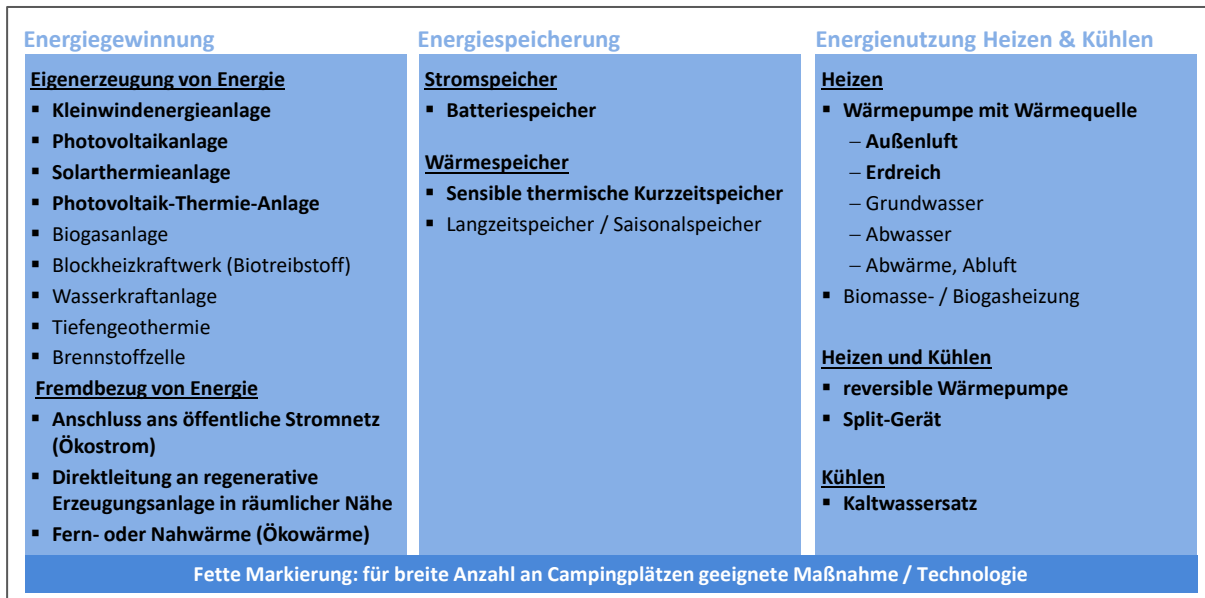 Energiegewinnung
Eigenerzeugung von Energie
▪ Kleinwindenergieanlage
▪ Photovoltaikanlage
▪ Solarthermieanlage
▪ Photovoltaik-Thermie-Anlage
▪ Biogasanlage
▪ Blockheizkraftwerk (Biotreibstoff)
▪ Wasserkraftanlage
▪ Tiefengeothermie
▪ Brennstoffzelle
Fremdbezug von Energie
▪ Anschluss ans öffentliche Stromnetz
(Ökostrom)
▪ Direktleitung an regenerative
Erzeugungsanlage in räumlicher Nähe
▪ Fern- oder Nahwärme (Ökowärme)
Energiespeicherung
Stromspeicher
▪ Batteriespeicher
Wärmespeicher
▪ Sensible thermische Kurzzeitspeicher
▪ Langzeitspeicher / Saisonalspeicher
Energienutzung Heizen & Kühlen
Heizen
▪ Wärmepumpe mit Wärmequelle
– Außenluft
– Erdreich
– Grundwasser
– Abwasser
– Abwärme, Abluft
▪ Biomasse- / Biogasheizung
Heizen und Kühlen
▪ reversible Wärmepumpe
▪ Split-Gerät
Kühlen
▪ Kaltwassersatz
Fette Markierung: für breite Anzahl an Campingplätzen geeignete Maßnahme / Technologie